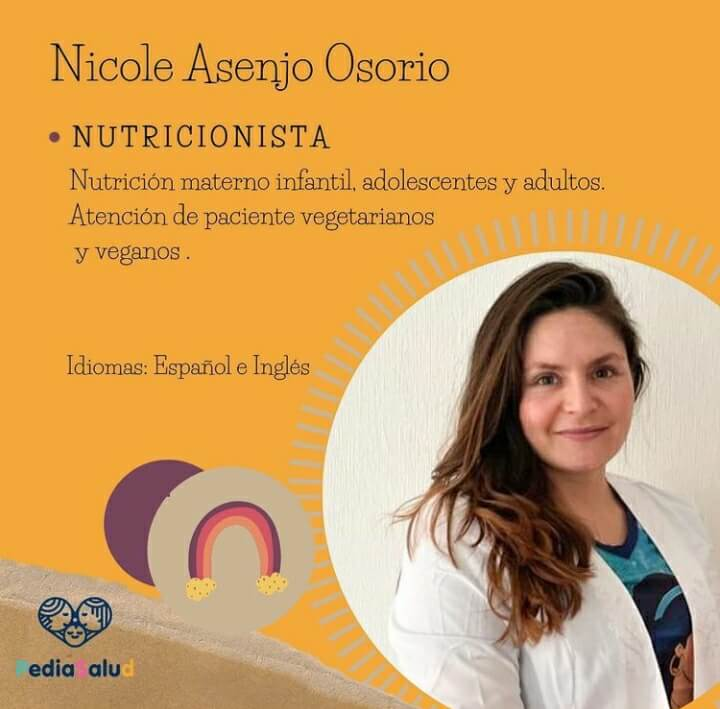 Nicole Asenjo Osorio
• NUTRICIONISTA
Nutrición materno infantil, adolescentes y adultos.
Atención de paciente vegetarianos
y veganos .
Idiomas: Español e Inglés
PediaSalud